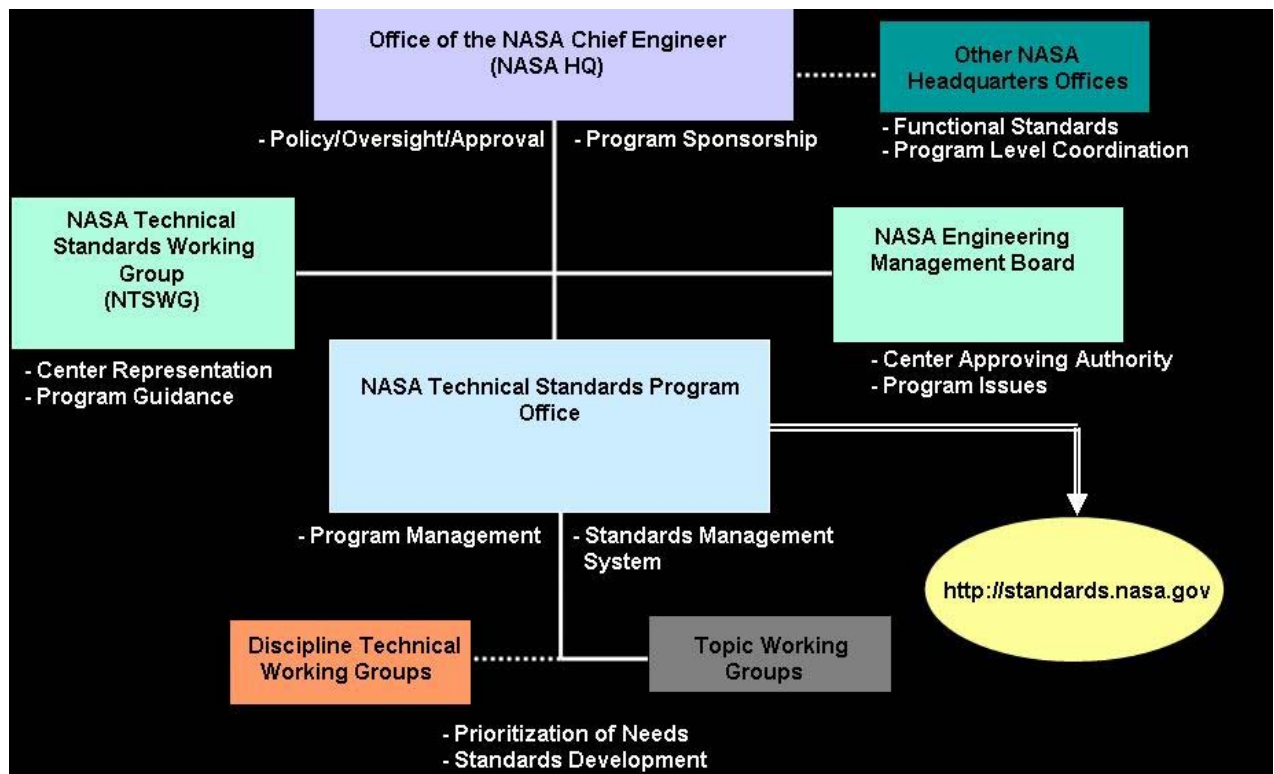 Office of the NASA Chief Engineer
(NASA HQ)
Other NASA
Headquarters Offices
- Policy/Oversight/Approval
- Program Sponsorship
- Functional Standards
- Program Level Coordination
NASA Technical
Standards Working
Group
(NTSWG)
NASA Engineering
Management Board
- Center Representation
- Program Guidance
NASA Technical Standards Program
Office
- Center Approving Authority
- Program Issues
- Program Management
- Standards Management
System
http://standards.nasa.gov
Discipline Technical
Working Groups
Topic Working
Groups
- Prioritization of Needs
- Standards Development